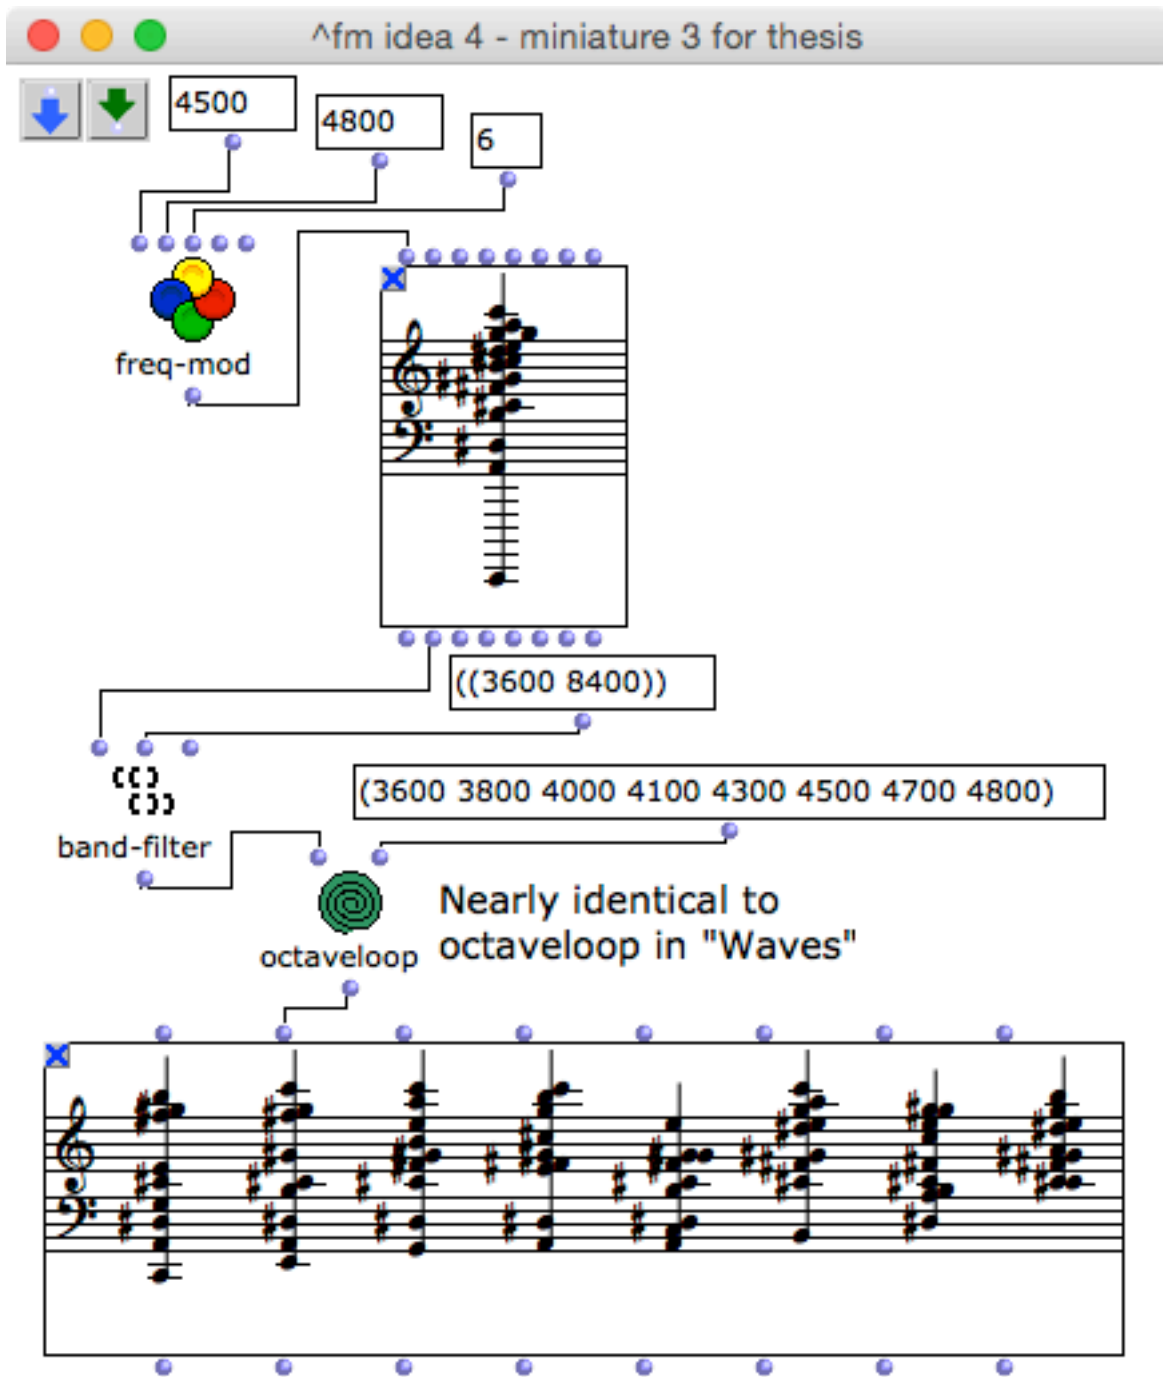 ^fm idea 4 - miniature 3 for thesis
4500
4800
6
freq-mod
((3600 8400))
(3600 3800 4000 4100 4300 4500 4700 4800)
band-filter
Nearly identical to
octaveloop in "Waves"
octaveloop